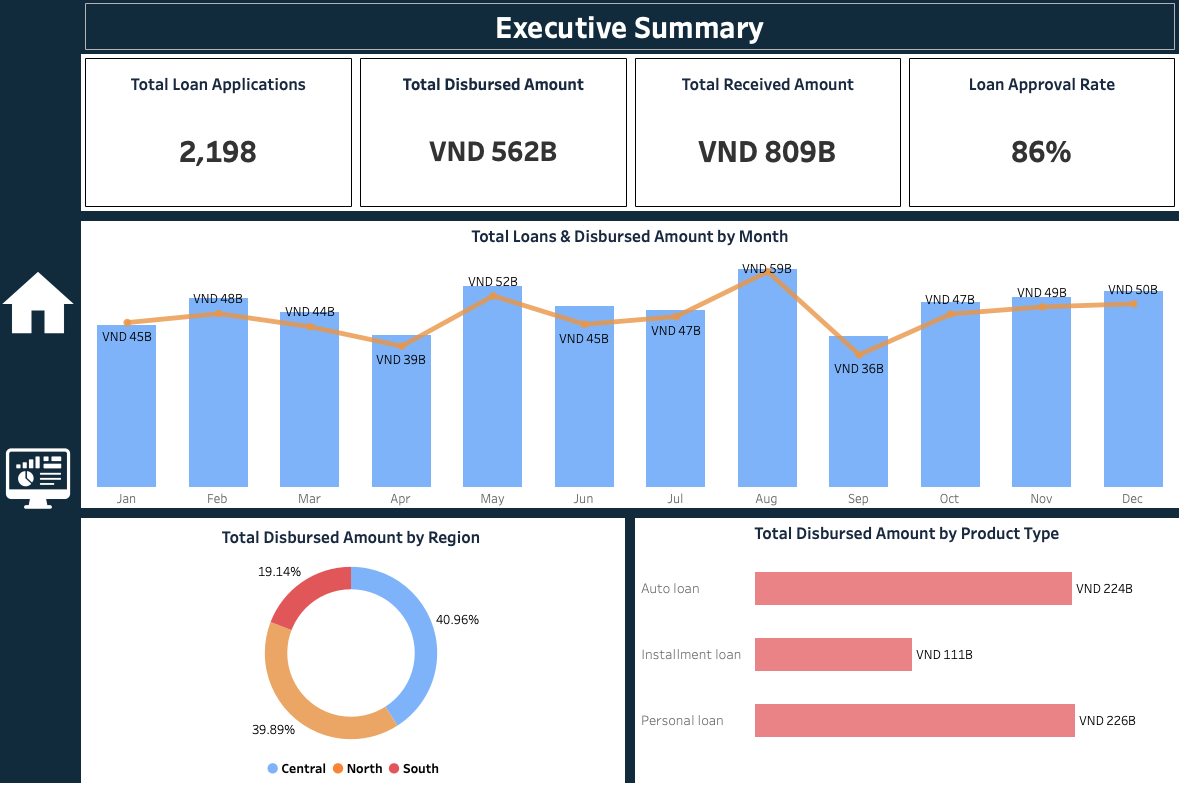 Executive Summary
Total Loan Applications
2,198
Total Disbursed Amount
VND 562B
Total Received Amount
VND 809B
Loan Approval Rate
86%
Total Loans & Disbursed Amount by Month
VND 45B
VND 48B
VND 44B
VND 39B
VND 52B
VND 45B
VND 47B
VND 59B
VND 36B
VND 47B
VND 49B
VND 50B
Jan
Feb
Mar
Apr
May
Jun
Jul
Aug
Sep
Oct
Nov
Dec
Total Disbursed Amount by Region
19.14%
40.96%
39.89%
Central
North
South
Total Disbursed Amount by Product Type
Auto loan
VND 224B
Installment loan
VND 111B
Personal loan
VND 226B